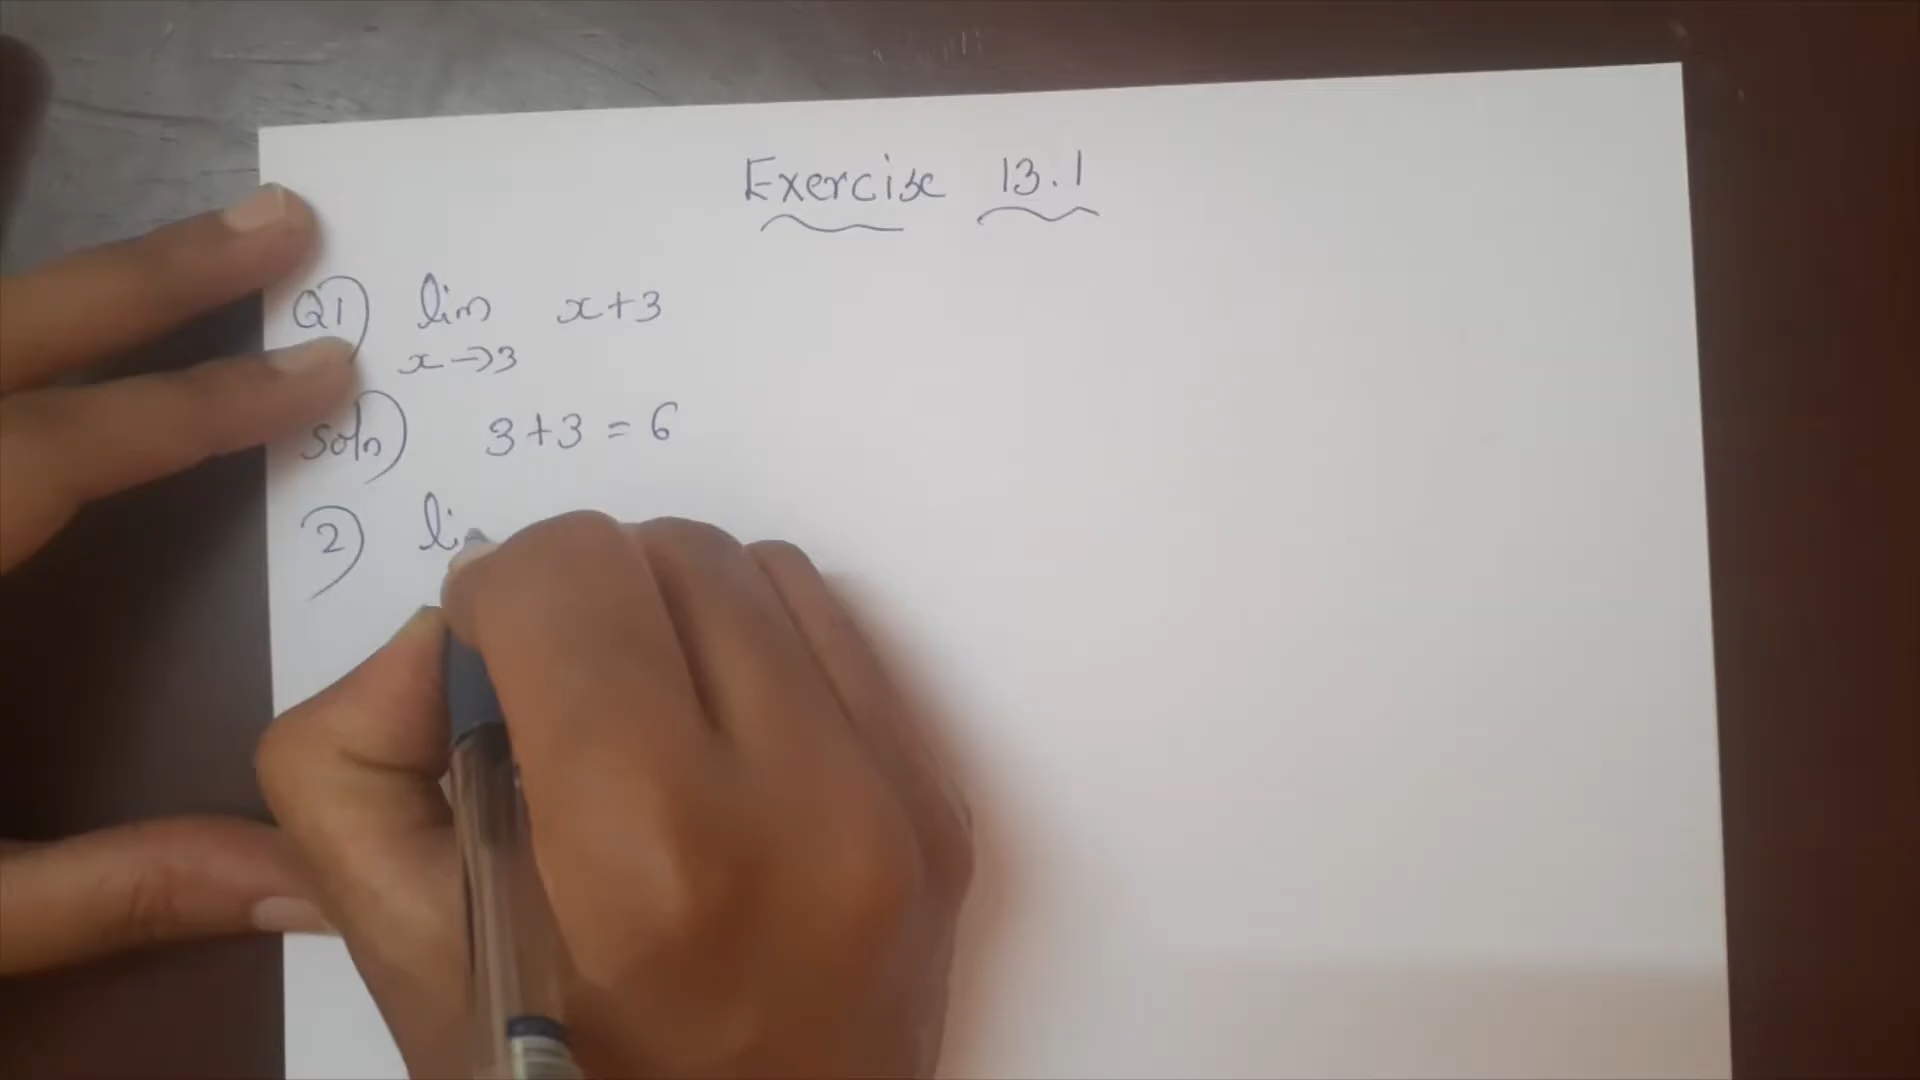 Exercise 13.1
Q1) lim x+3
x→3
Soln) 3+3 = 6
2) li